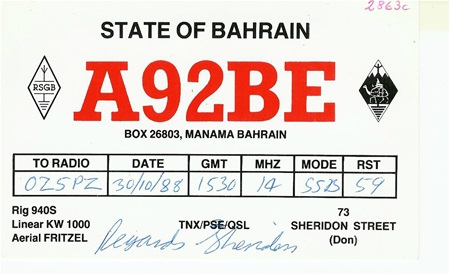 2863c
STATE OF BAHRAIN
RSGB
A92BE
BOX 26803, MANAMA BAHRAIN
TO RADIO DATE GMT MHZ MODE RST
OZ5PZ 30/10/88 1530 14 SSB 59
Rig 940S
Linear KW 1000
Aerial FRITZEL
TNX/PSE/QSL
73
SHERIDON STREET
(Don)
Regards Sheridon